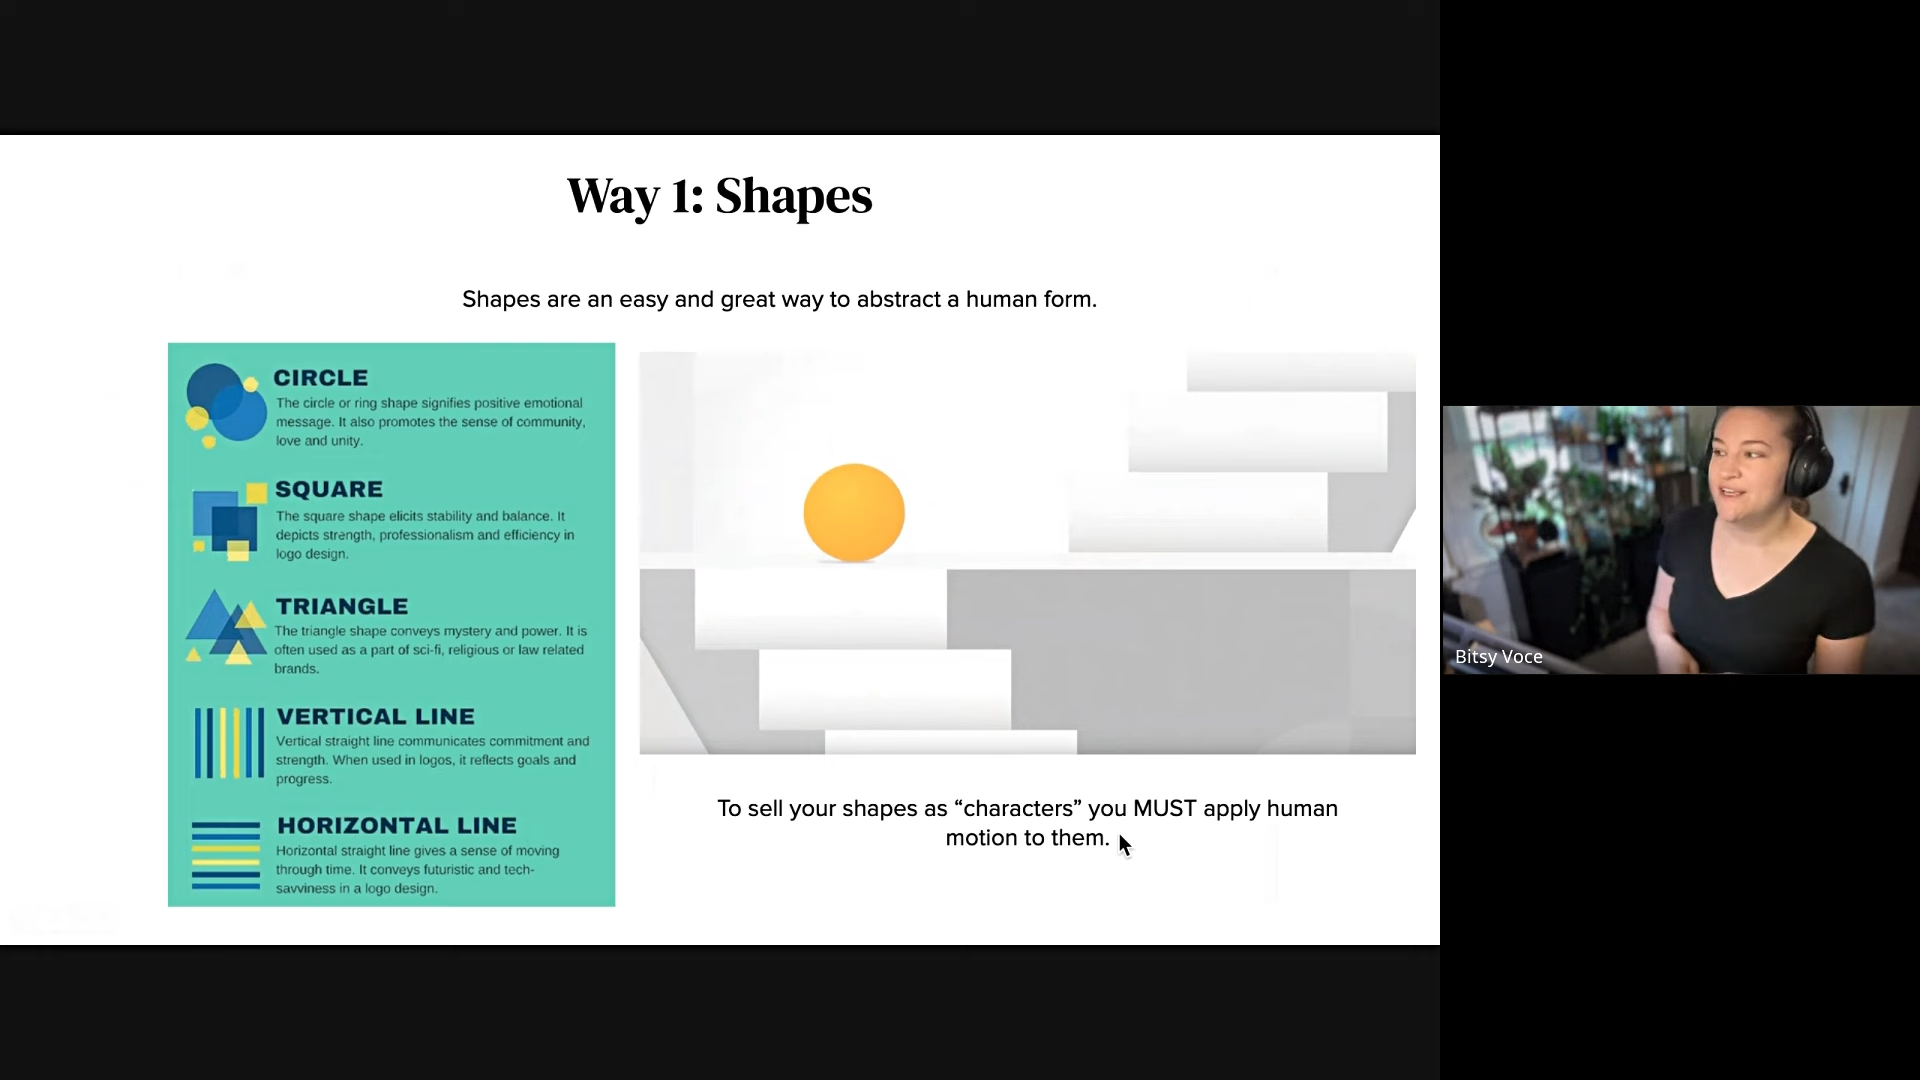 Way 1: Shapes
Shapes are an easy and great way to abstract a human form.
CIRCLE
The circle or ring shape signifies positive emotional
message. It also promotes the sense of community,
love and unity.
SQUARE
The square shape elicits stability and balance. It
depicts strength, professionalism and efficiency in
logo design.
TRIANGLE
The triangle shape conveys mystery and power. It is
often used as a part of sci-fi, religious or law related
brands.
VERTICAL LINE
Vertical straight line communicates commitment and
strength. When used in logos, it reflects goals and
progress.
HORIZONTAL LINE
Horizontal straight line gives a sense of moving
through time. It conveys futuristic and tech-
savviness in a logo design.
To sell your shapes as “characters” you MUST apply human
motion to them.
Bitsy Voce